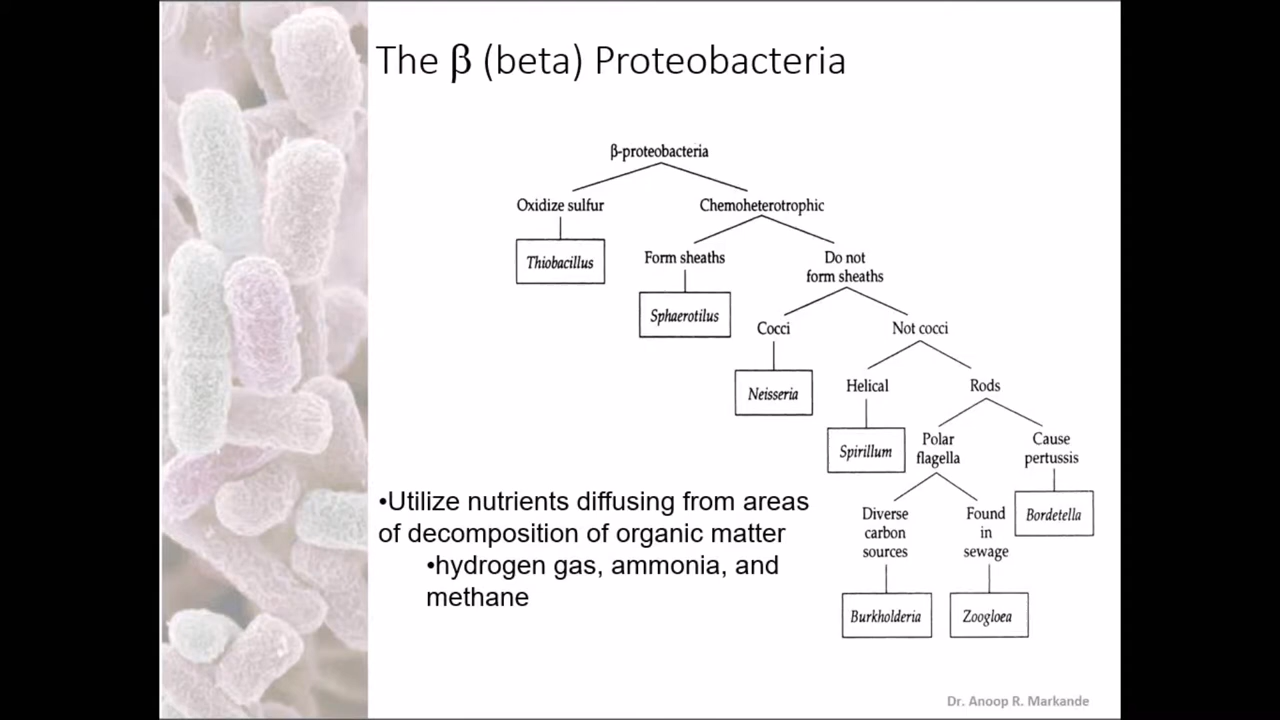 The β (beta) Proteobacteria
β-proteobacteria
Oxidize sulfur
Chemoheterotrophic
Thiobacillus
Form sheaths
Do not
form sheaths
Sphaerotilus
Cocci
Not cocci
Neisseria
Helical
Rods
Spirillum
Polar
flagella
Cause
pertussis
Diverse
carbon
sources
Found
in
sewage
Bordetella
Burkholderia
Zoogloea
•Utilize nutrients diffusing from areas
of decomposition of organic matter
•hydrogen gas, ammonia, and
methane
Dr. Anoop R. Markande